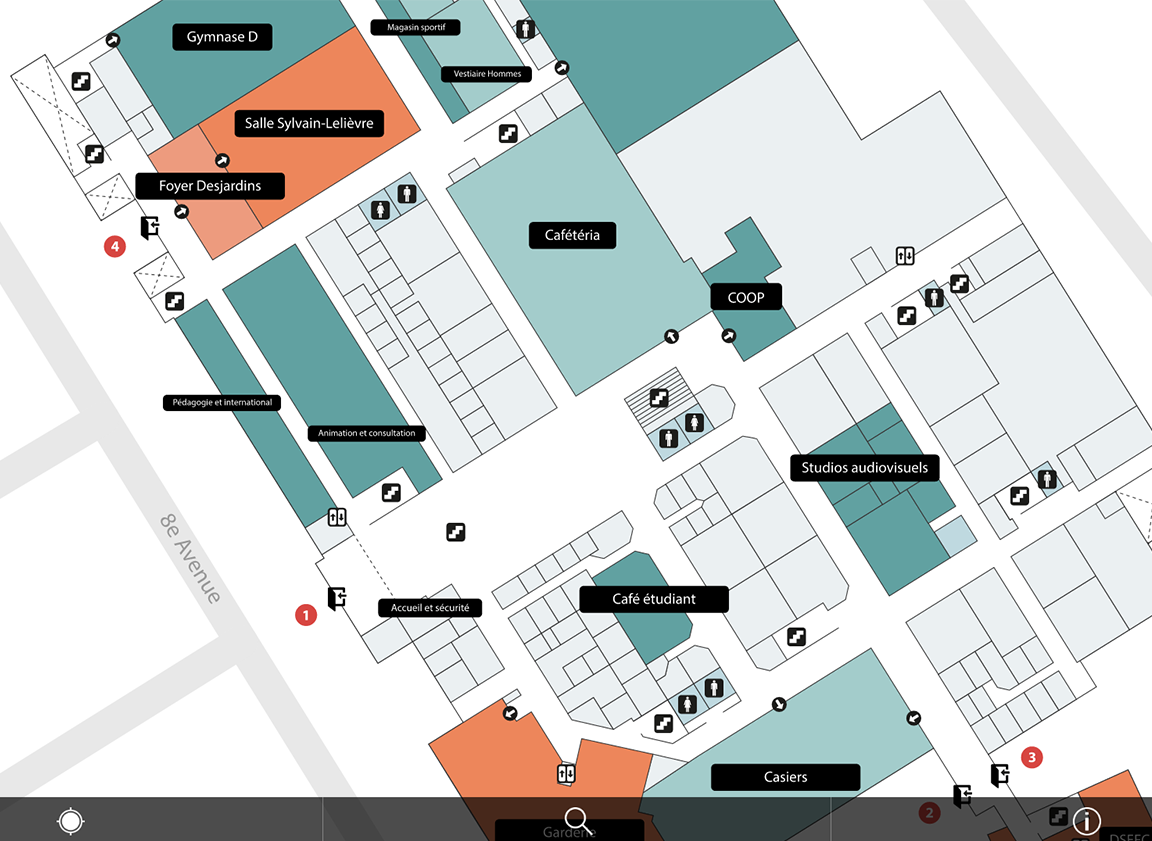 Magasin sportif
Gymnase D
Vestiaire Hommes
Salle Sylvain-Lelièvre
Foyer Desjardins
Cafétéria
4
COOP
Pédagogie et international
Animation et consultation
Studios audiovisuels
8e Avenue
Café étudiant
Accueil et sécurité
1
3
Casiers
2
Garderie
DSEEC